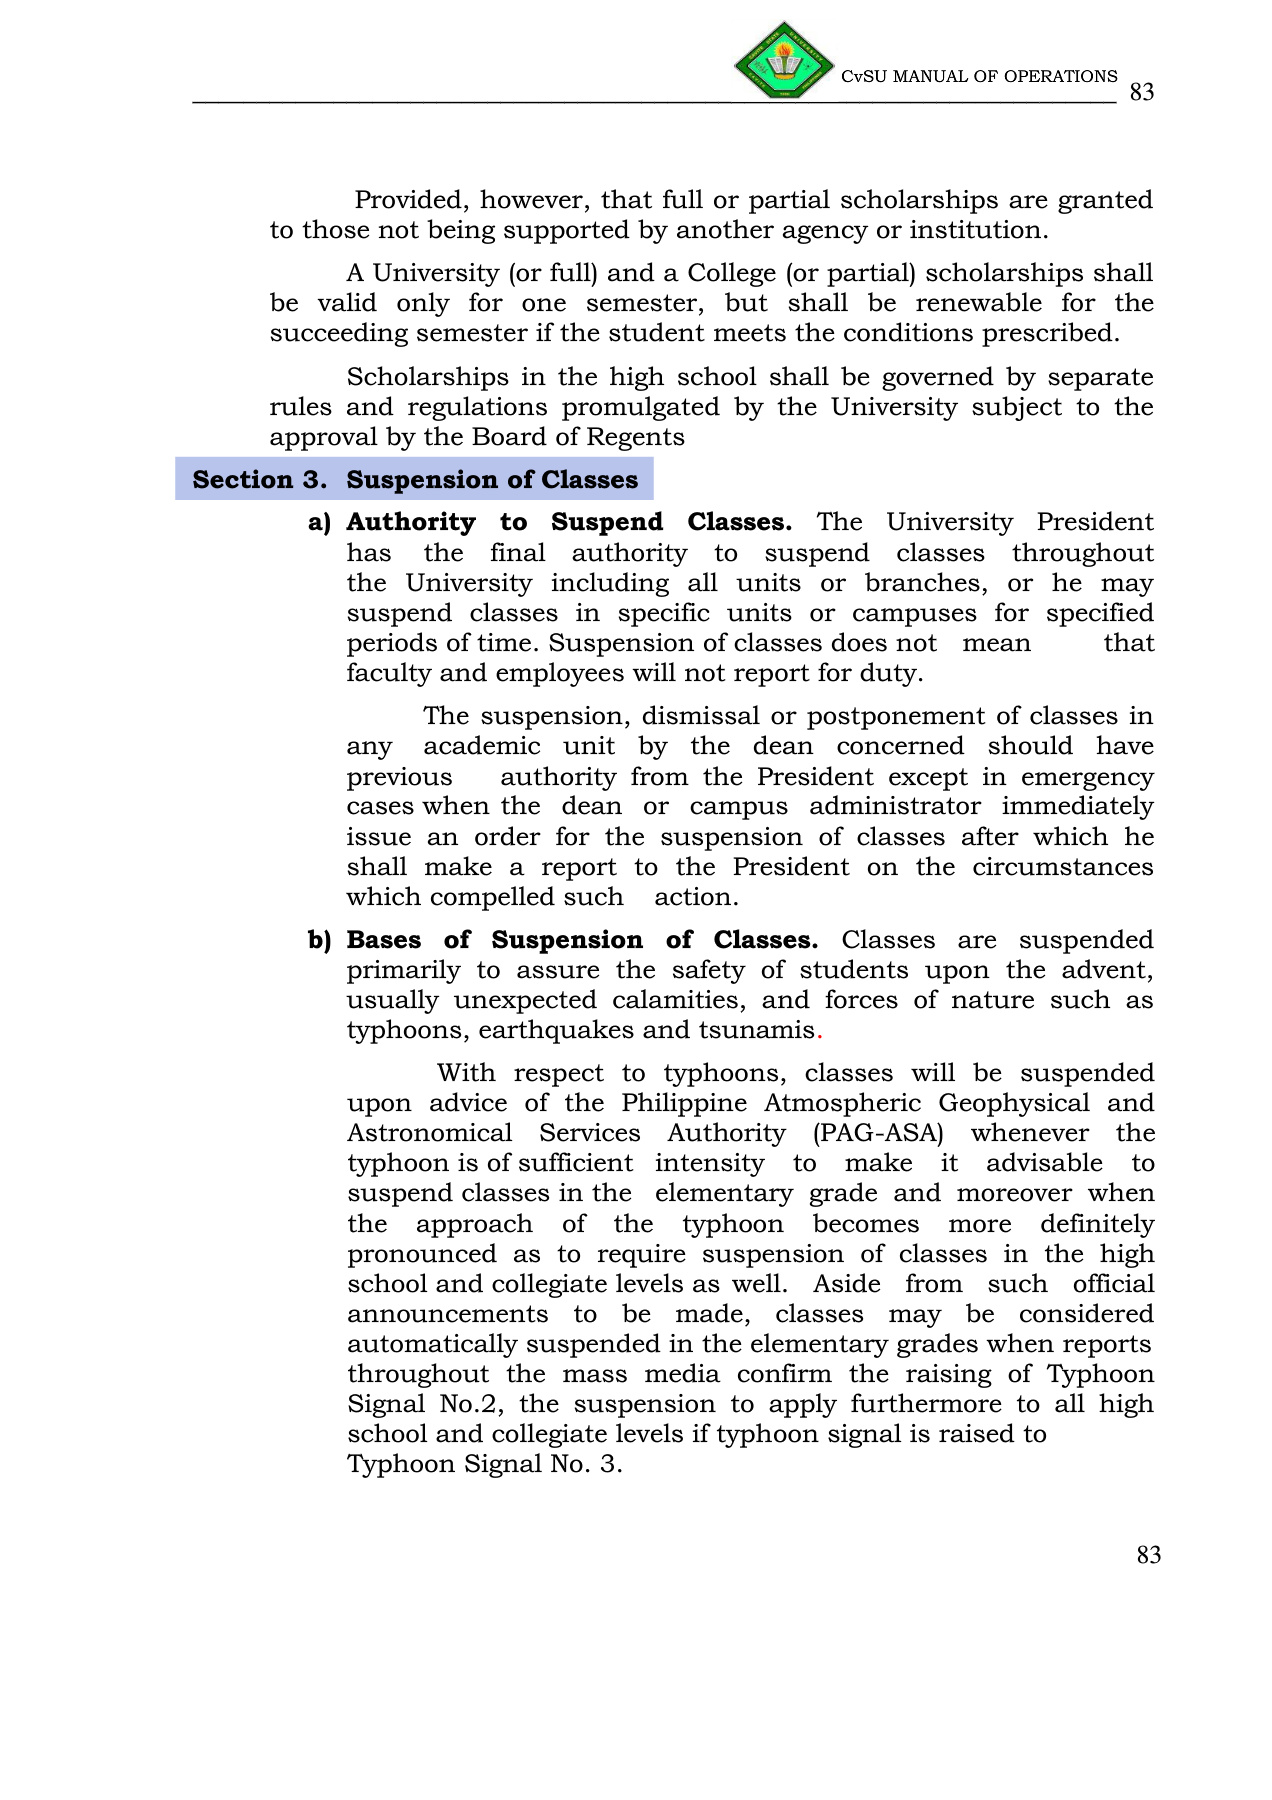 CvSU MANUAL OF OPERATIONS
83
Provided, however, that full or partial scholarships are granted
to those not being supported by another agency or institution.
A University (or full) and a College (or partial) scholarships shall
be valid only for one semester, but shall be renewable for the
succeeding semester if the student meets the conditions prescribed.
Scholarships in the high school shall be governed by separate
rules and regulations promulgated by the University subject to the
approval by the Board of Regents
Section 3. Suspension of Classes
a) Authority to Suspend Classes. The University President
has the final authority to suspend classes throughout
the University including all units or branches, or he may
suspend classes in specific units or campuses for specified
periods of time. Suspension of classes does not mean that
faculty and employees will not report for duty.
The suspension, dismissal or postponement of classes in
any academic unit by the dean concerned should have
previous authority from the President except in emergency
cases when the dean or campus administrator immediately
issue an order for the suspension of classes after which he
shall make a report to the President on the circumstances
which compelled such action.
b) Bases of Suspension of Classes. Classes are suspended
primarily to assure the safety of students upon the advent,
usually unexpected calamities, and forces of nature such as
typhoons, earthquakes and tsunamis.
With respect to typhoons, classes will be suspended
upon advice of the Philippine Atmospheric Geophysical and
Astronomical Services Authority (PAG-ASA) whenever the
typhoon is of sufficient intensity to make it advisable to
suspend classes in the elementary grade and moreover when
the approach of the typhoon becomes more definitely
pronounced as to require suspension of classes in the high
school and collegiate levels as well. Aside from such official
announcements to be made, classes may be considered
automatically suspended in the elementary grades when reports
throughout the mass media confirm the raising of Typhoon
Signal No.2, the suspension to apply furthermore to all high
school and collegiate levels if typhoon signal is raised to
Typhoon Signal No. 3.
83